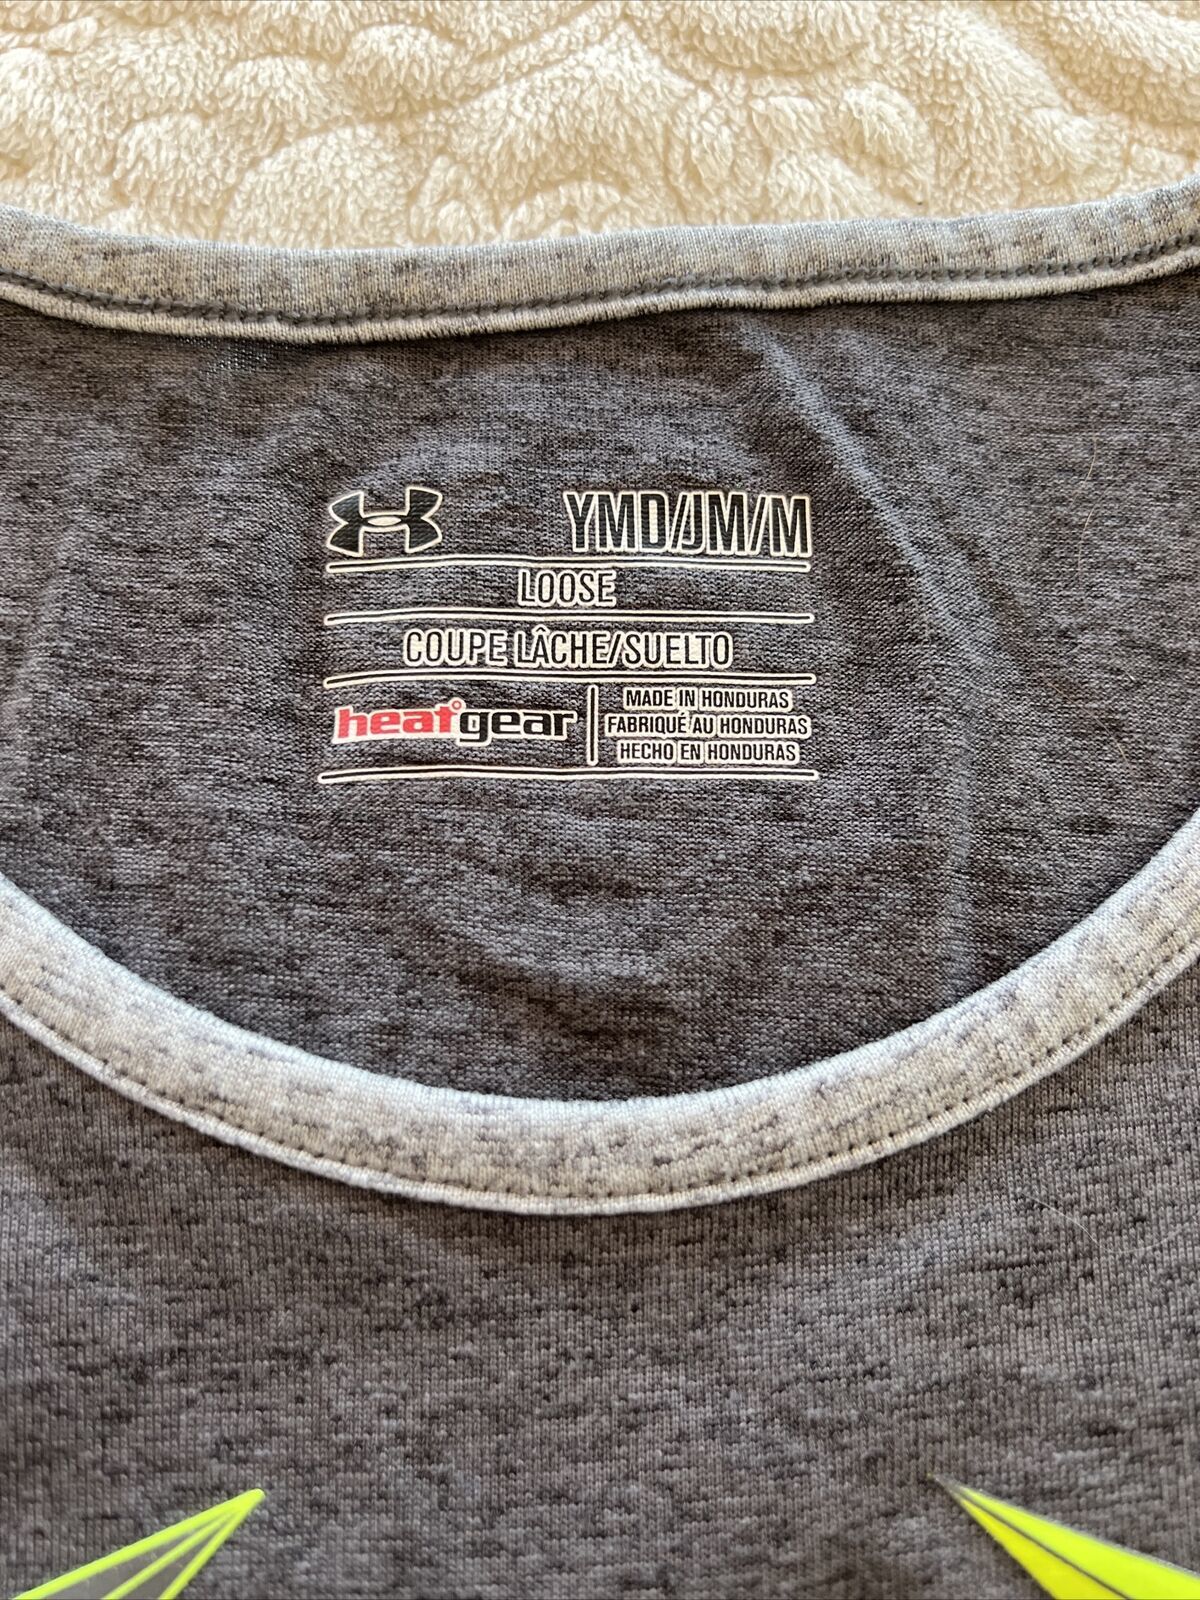 YMD/JM/M
LOOSE
COUPE LÂCHE/SUELTO
heatgear
MADE IN HONDURAS
FABRIQUÉ AU HONDURAS
HECHO EN HONDURAS